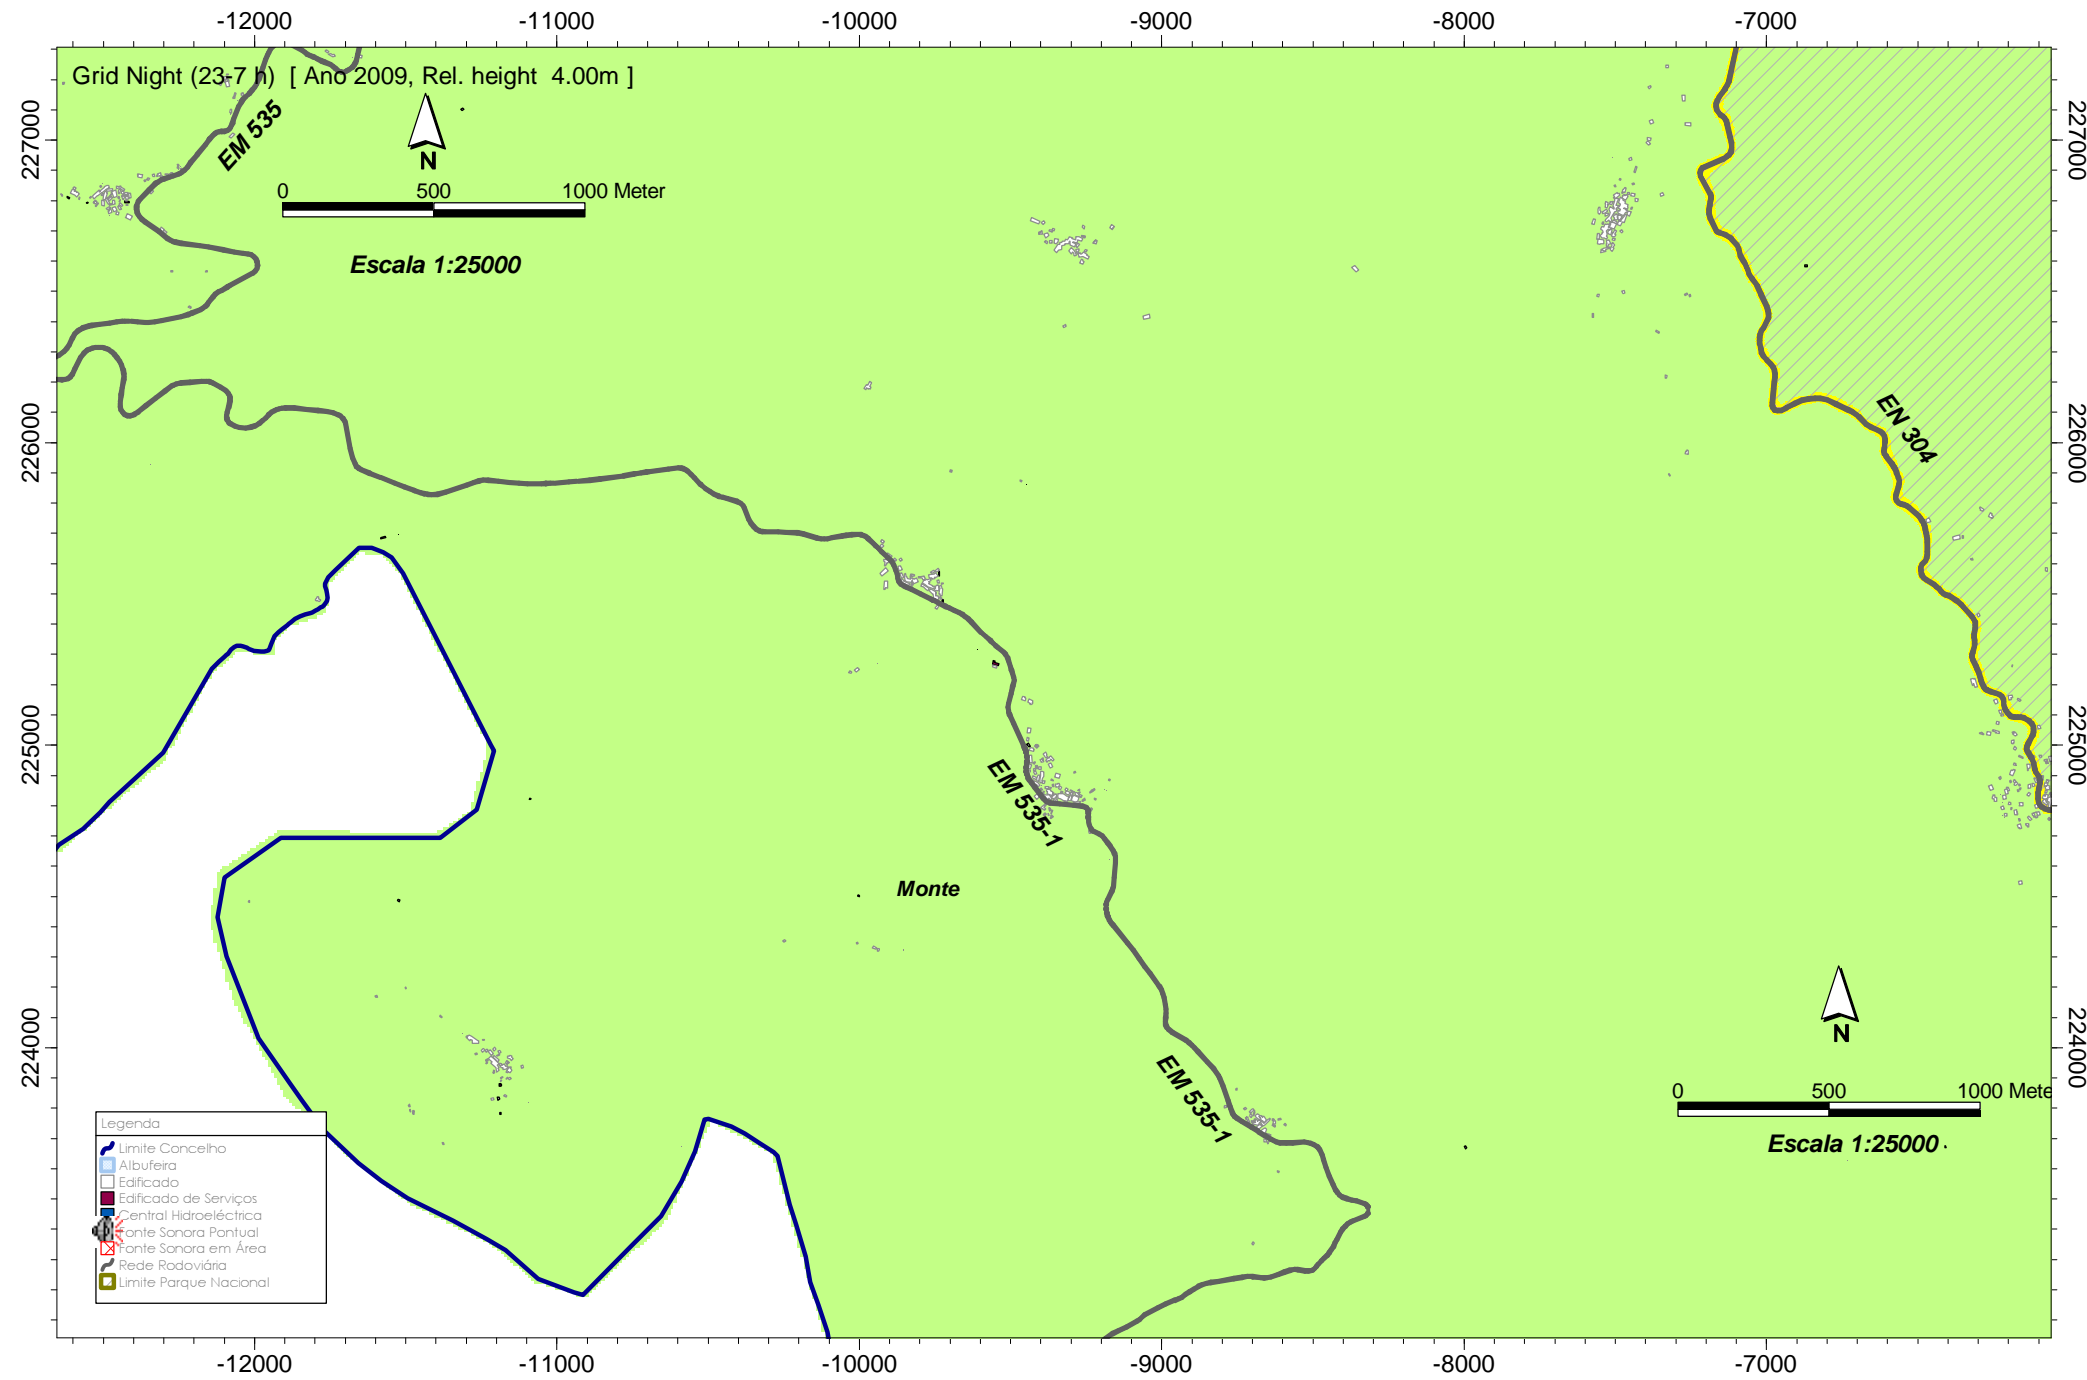 -12000 -11000 -10000 -9000 -8000 -7000
Grid Night (23-7 h) [ Ano 2009, Rel. height 4.00m ]
EM 535
N
0 500 1000 Meter
Escala 1:25000
227000
226000
225000
224000
227000
226000
225000
224000
EN 304
EM 535-1
Monte
EM 535-1
N
0 500 1000 Mete
Escala 1:25000
Legenda
Limite Concelho
Albufeira
Edificado
Edificado de Serviços
Central Hidroeléctrica
Fonte Sonora Pontual
Fonte Sonora em Área
Rede Rodoviária
Limite Parque Nacional
-12000 -11000 -10000 -9000 -8000 -7000